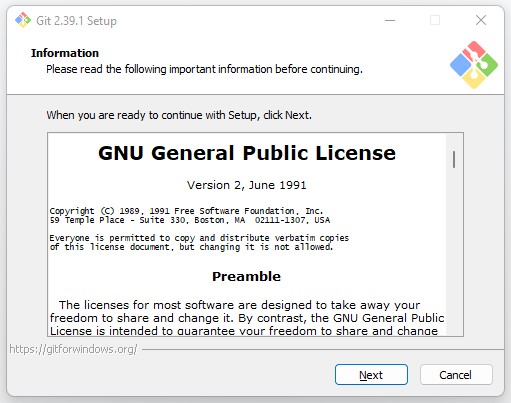 Git 2.39.1 Setup
Information
Please read the following important information before continuing.
When you are ready to continue with Setup, click Next.
GNU General Public License
Version 2, June 1991
Copyright (C) 1989, 1991 Free Software Foundation, Inc.
59 Temple Place - Suite 330, Boston, MA  02111-1307, USA
Everyone is permitted to copy and distribute verbatim copies
of this license document, but changing it is not allowed.
Preamble
The licenses for most software are designed to take away your
freedom to share and change it. By contrast, the GNU General Public
License is intended to guarantee your freedom to share and change
https://gitforwindows.org/
Next
Cancel